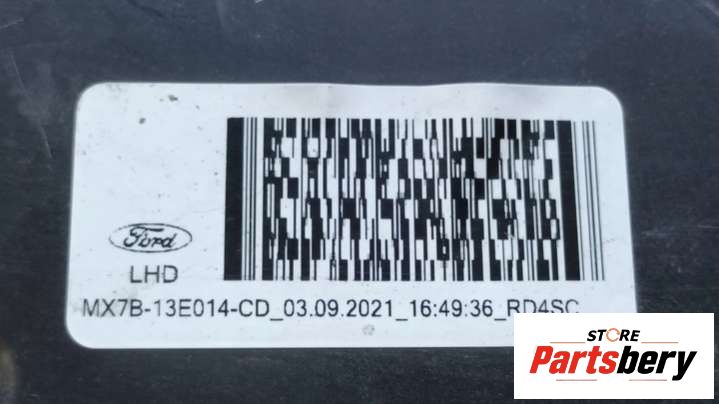 Ford
LHD
MX7B-13E014-CD_03.09.2021_16:49:36_RD4SC
STORE
Partsbery